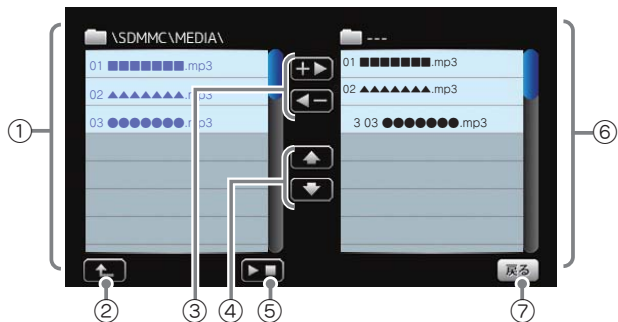 \SDMMC\MEDIA\
---
01 ■■■■■■■.mp3
02 ▲▲▲▲▲▲▲.mp3
03 ●●●●●●●.mp3
01 ■■■■■■■.mp3
02 ▲▲▲▲▲▲▲.mp3
3 03 ●●●●●●●.mp3
戻る
①
⑥
②
③
④
⑤
⑦